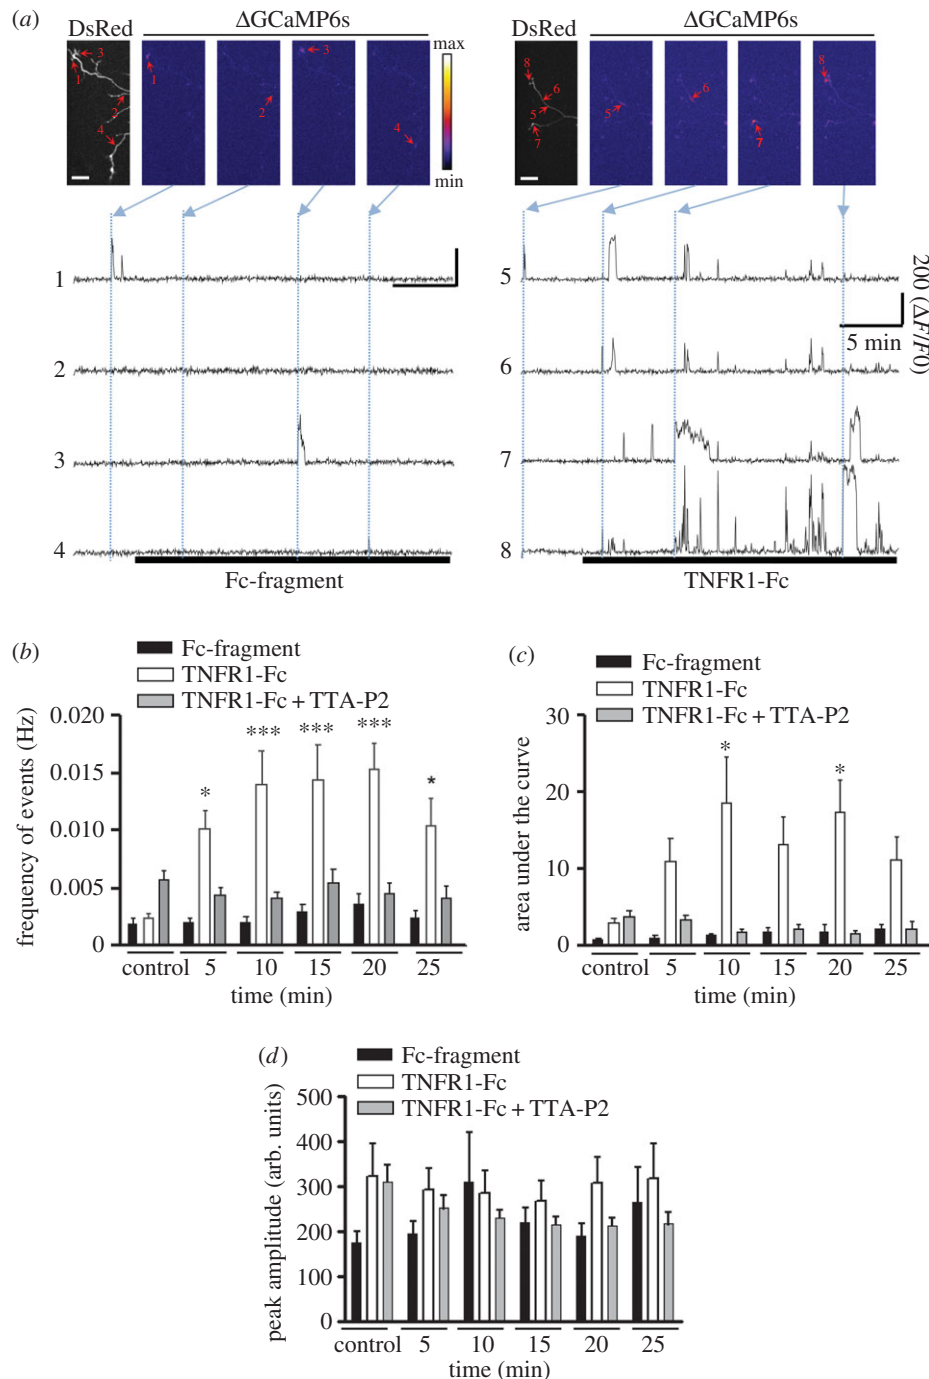 (a)
DsRed
ΔGCaMP6s
max
min
3
1
2
4
1
2
3
4
DsRed
ΔGCaMP6s
8
6
5
7
5
6
7
8
1
2
3
4
Fc-fragment
5
6
7
8
5 min
200 (ΔF/F0)
TNFR1-Fc
(b)
Fc-fragment
TNFR1-Fc
TNFR1-Fc + TTA-P2
frequency of events (Hz)
0.020
0.015
0.010
0.005
0
*
***
***
***
*
control 5 10 15 20 25
time (min)
(c)
Fc-fragment
TNFR1-Fc
TNFR1-Fc + TTA-P2
area under the curve
30
20
10
0
*
*
control 5 10 15 20 25
time (min)
(d)
Fc-fragment
TNFR1-Fc
TNFR1-Fc + TTA-P2
peak amplitude (arb. units)
500
400
300
200
100
0
control 5 10 15 20 25
time (min)